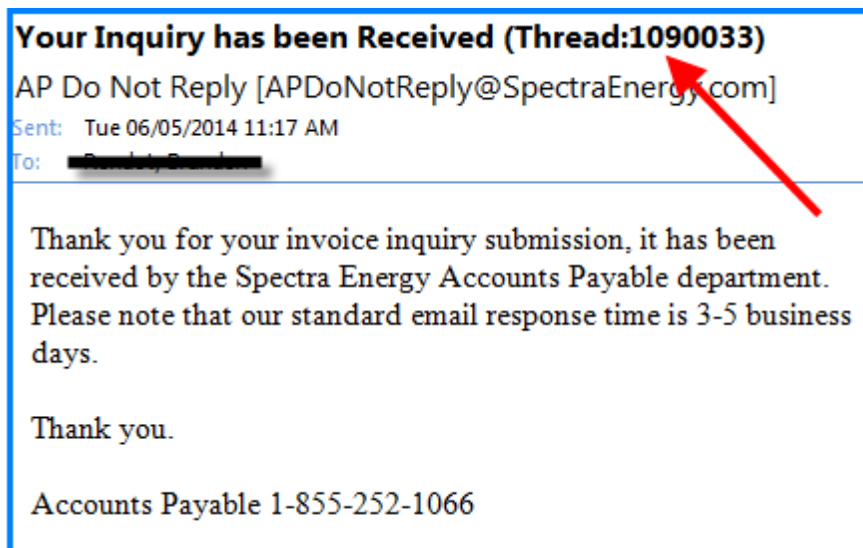 Your Inquiry has been Received (Thread:1090033)
AP Do Not Reply [APDoNotReply@SpectraEnergy.com]
Sent: Tue 06/05/2014 11:17 AM
To:
Thank you for your invoice inquiry submission, it has been
received by the Spectra Energy Accounts Payable department.
Please note that our standard email response time is 3-5 business
days.
Thank you.
Accounts Payable 1-855-252-1066